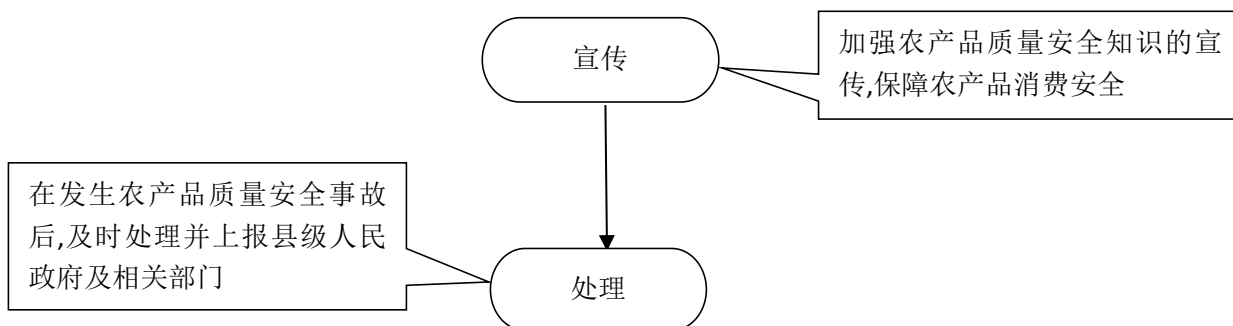 宣传
加强农产品质量安全知识的宣
传,保障农产品消费安全
在发生农产品质量安全事故
后,及时处理并上报县级人民
政府及相关部门
处理